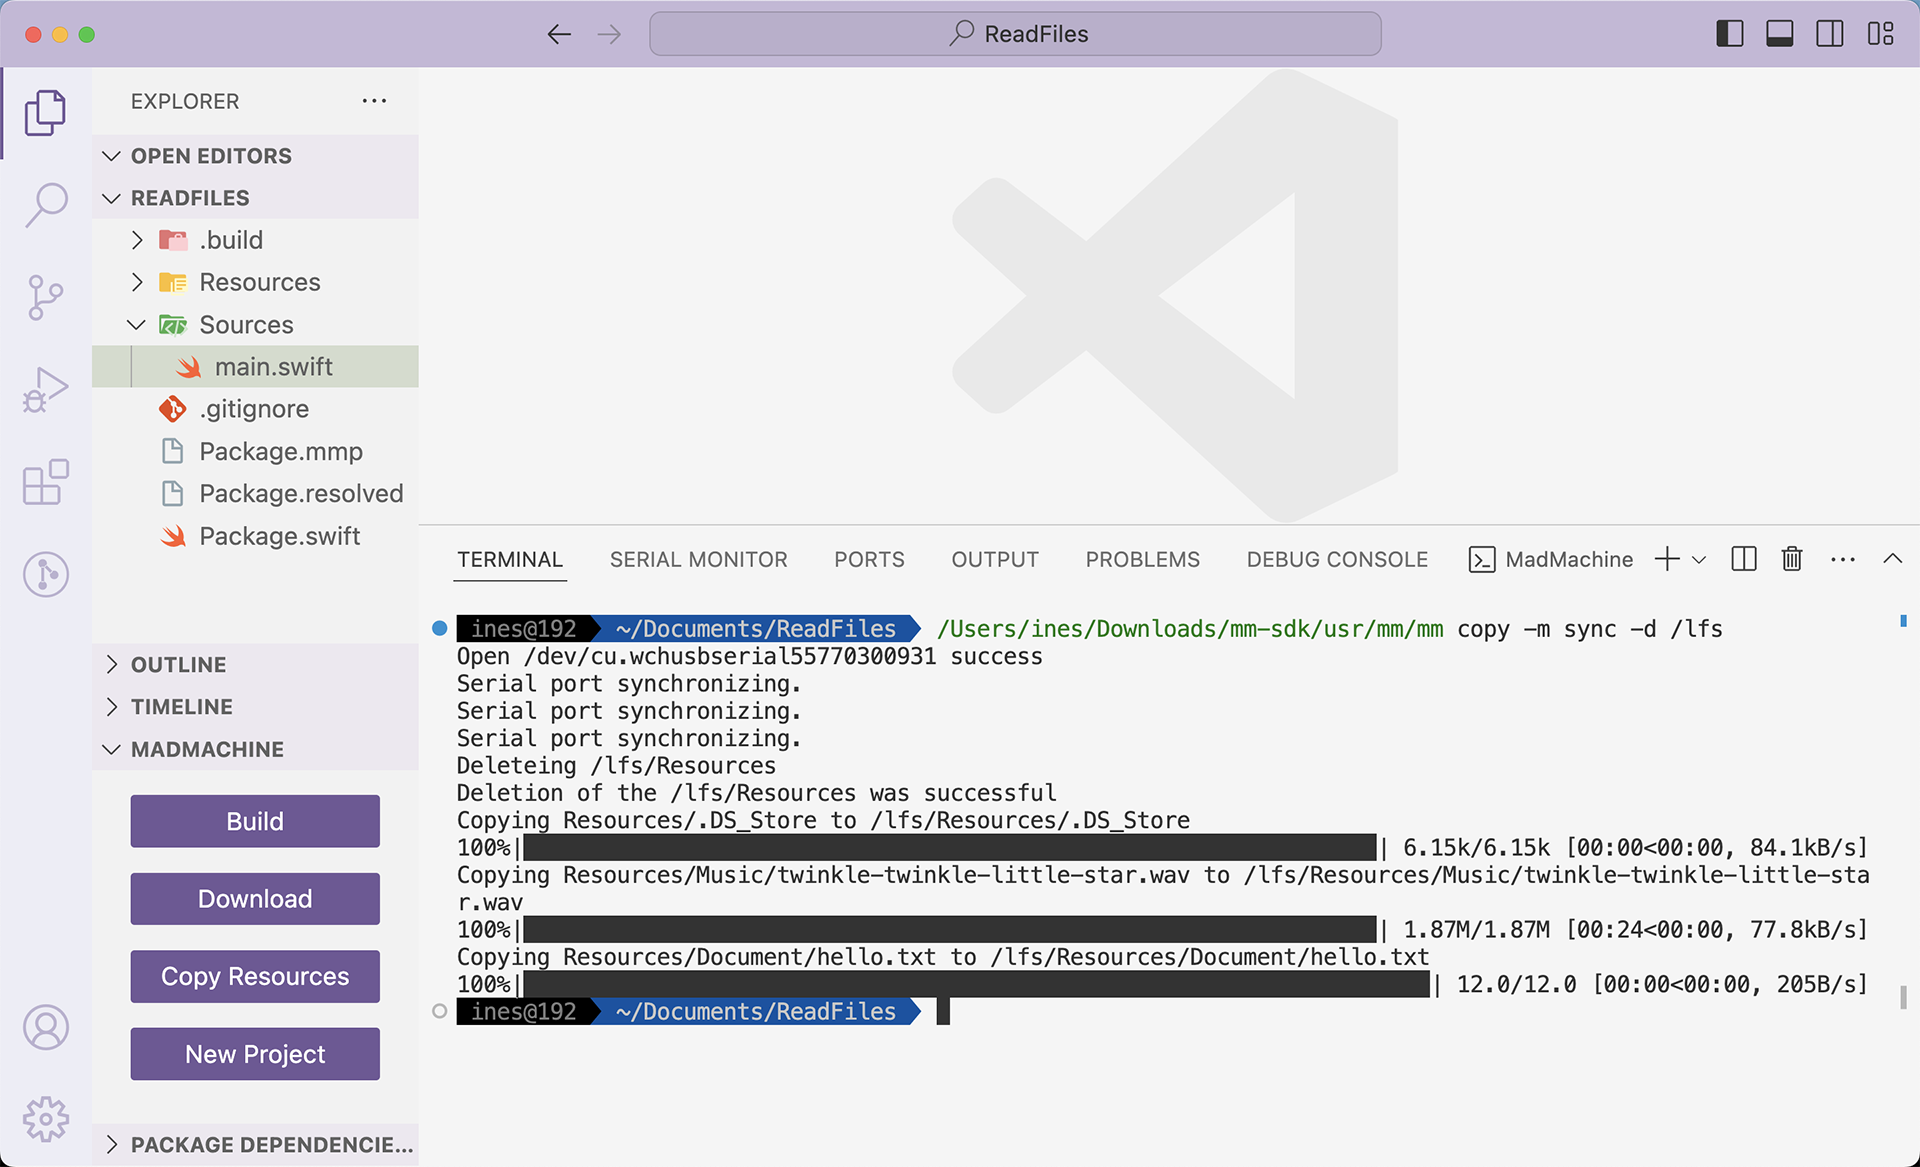 ReadFiles
EXPLORER
OPEN EDITORS
READFILES
.build
Resources
Sources
main.swift
.gitignore
Package.mmp
Package.resolved
Package.swift
OUTLINE
TIMELINE
MADMACHINE
Build
Download
Copy Resources
New Project
PACKAGE DEPENDENCIE...
TERMINAL SERIAL MONITOR PORTS OUTPUT PROBLEMS DEBUG CONSOLE MadMachine
ines@192 ~/Documents/ReadFiles /Users/ines/Downloads/mm-sdk/usr/mm/mm copy -m sync -d /lfs
Open /dev/cu.wchusbserial55770300931 success
Serial port synchronizing.
Serial port synchronizing.
Serial port synchronizing.
Deleteing /lfs/Resources
Deletion of the /lfs/Resources was successful
Copying Resources/.DS_Store to /lfs/Resources/.DS_Store
100%| | 6.15k/6.15k [00:00<00:00, 84.1kB/s]
Copying Resources/Music/twinkle-twinkle-little-star.wav to /lfs/Resources/Music/twinkle-twinkle-little-sta
r.wav
100%| | 1.87M/1.87M [00:24<00:00, 77.8kB/s]
Copying Resources/Document/hello.txt to /lfs/Resources/Document/hello.txt
100%| | 12.0/12.0 [00:00<00:00, 205B/s]
ines@192 ~/Documents/ReadFiles